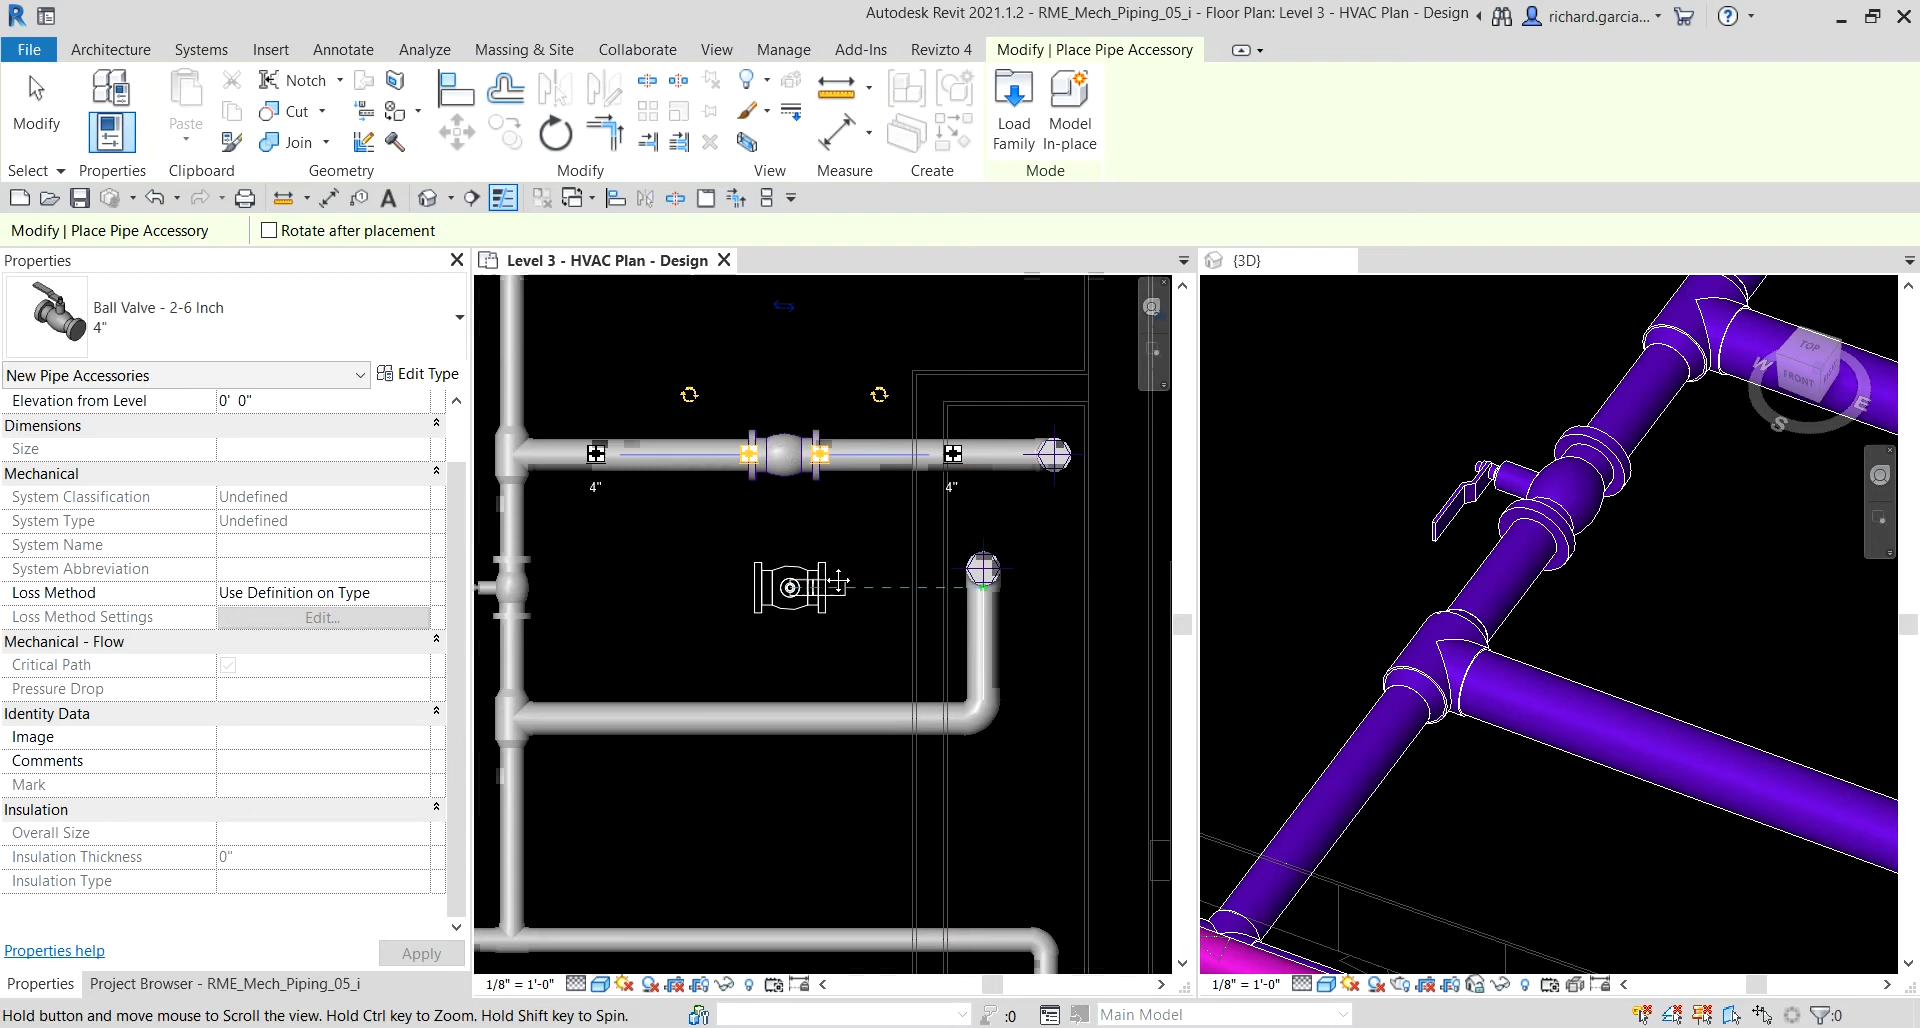 Autodesk Revit 2021.1.2 - RME_Mech_Piping_05_i - Floor Plan: Level 3 - HVAC Plan - Design
richard.garcia...
File Architecture Systems Insert Annotate Analyze Massing & Site Collaborate View Manage Add-Ins Revizto 4 Modify | Place Pipe Accessory
Modify
Paste
Notch
Cut
Join
Load Family
Model In-place
Select Properties Clipboard Geometry Modify View Measure Create Mode
Modify | Place Pipe Accessory Rotate after placement
Properties
Level 3 - HVAC Plan - Design
{3D}
Ball Valve - 2-6 Inch
4"
New Pipe Accessories Edit Type
Elevation from Level 0' 0"
Dimensions
Size
Mechanical
System Classification Undefined
System Type Undefined
System Name
System Abbreviation
Loss Method Use Definition on Type
Loss Method Settings Edit...
Mechanical - Flow
Critical Path
Pressure Drop
Identity Data
Image
Comments
Mark
Insulation
Overall Size
Insulation Thickness 0"
Insulation Type
Properties help Apply
Properties Project Browser - RME_Mech_Piping_05_i
4" 4"
TOP
FRONT
W
S
E
1/8" = 1'-0"
1/8" = 1'-0"
Hold button and move mouse to Scroll the view. Hold Ctrl key to Zoom. Hold Shift key to Spin.
:0
Main Model
:0